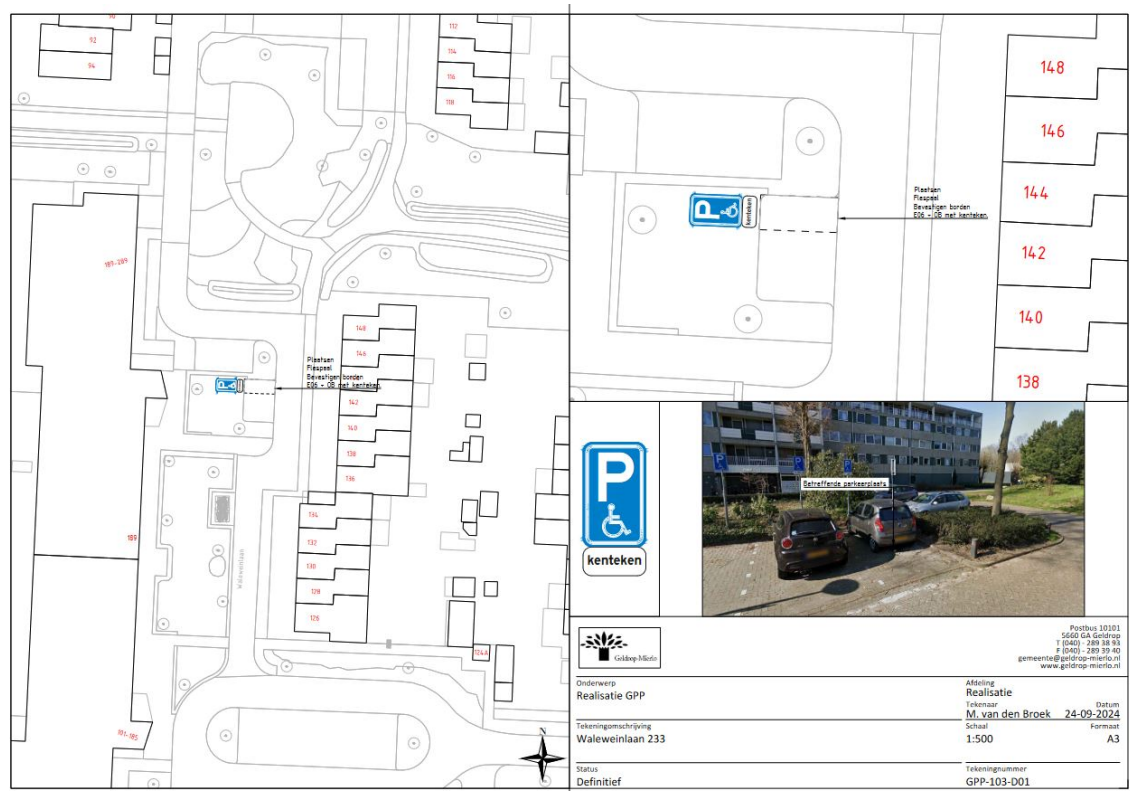 92
94
112
114
116
118
187-289
148
146
142
140
138
136
134
132
130
128
126
124A
189
101-185
Waleweinlaan
Plaatsen
Flespaal
Bevestigen borden
E06 + OB met kenteken.
N
148
146
144
142
140
138
P
kenteken
Plaatsen
Flespaal
Bevestigen borden
E06 + OB met kenteken.
P
kenteken
Betreffende parkeerplaats
Geldrop-Mierlo
Postbus 10101
5660 GA Geldrop
T (040) - 289 38 93
F (040) - 289 39 40
gemeente@geldrop-mierlo.nl
www.geldrop-mierlo.nl
Onderwerp
Realisatie GPP
Afdeling
Realisatie
Tekenaar Datum
M. van den Broek 24-09-2024
Tekeningomschrijving
Waleweinlaan 233
Schaal Formaat
1:500 A3
Status
Definitief
Tekeningnummer
GPP-103-D01